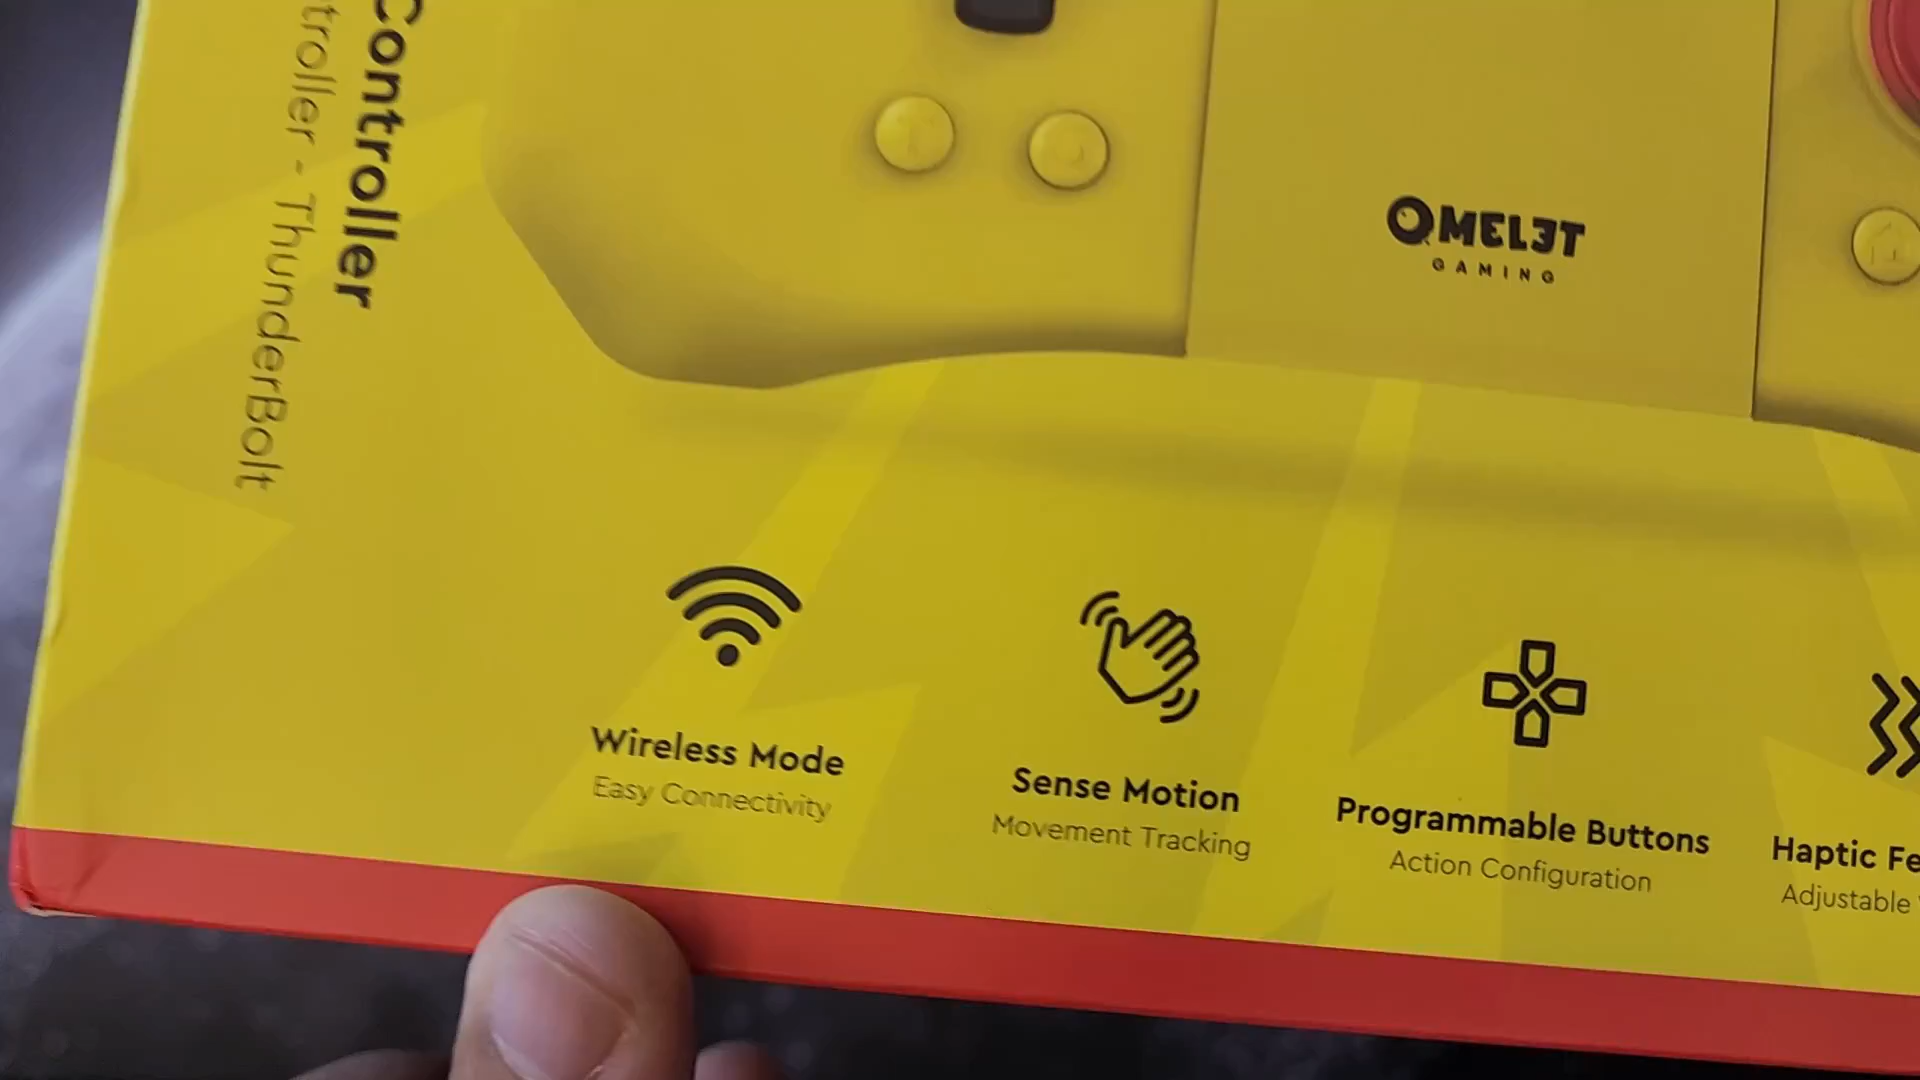 Controller
troller - ThunderBolt
OMEL3T
GAMING
Wireless Mode
Easy Connectivity
Sense Motion
Movement Tracking
Programmable Buttons
Action Configuration
Haptic Fe
Adjustable